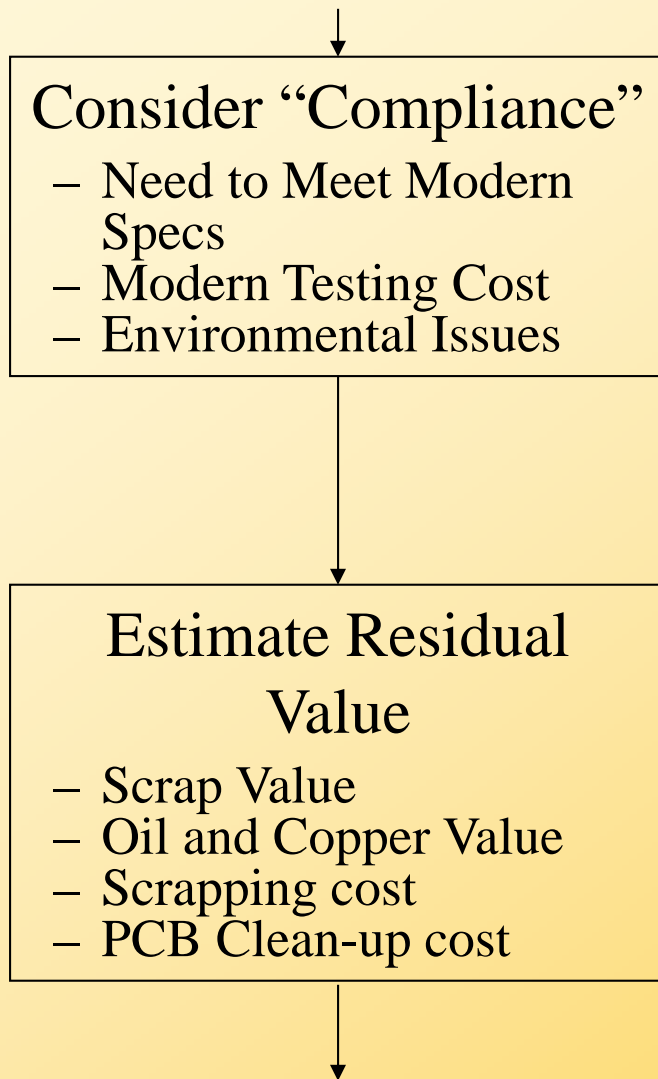 Consider “Compliance”
– Need to Meet Modern
Specs
– Modern Testing Cost
– Environmental Issues
Estimate Residual
Value
– Scrap Value
– Oil and Copper Value
– Scrapping cost
– PCB Clean-up cost